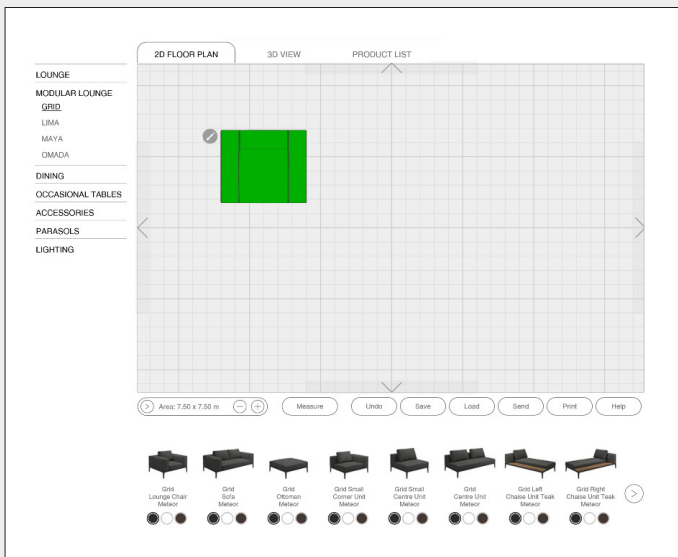 2D FLOOR PLAN
3D VIEW
PRODUCT LIST
LOUNGE
MODULAR LOUNGE
GRID
LIMA
MAYA
OMADA
DINING
OCCASIONAL TABLES
ACCESSORIES
PARASOLS
LIGHTING
Area: 7.50 x 7.50 m
Measure
Undo
Save
Load
Send
Print
Help
Grid
Lounge Chair
Meteor
Grid
Sofa
Meteor
Grid
Ottoman
Meteor
Grid Small
Corner Unit
Meteor
Grid Small
Centre Unit
Meteor
Grid
Centre Unit
Meteor
Grid Left
Chaise Unit Teak
Meteor
Grid Right
Chaise Unit Teak
Meteor